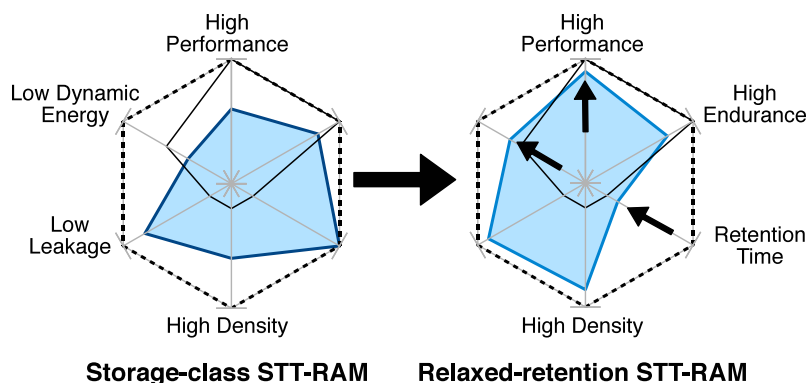 High
Performance
Low Dynamic
Energy
Low
Leakage
High Density
Storage-class STT-RAM
High
Performance
High
Endurance
Retention
Time
High Density
Relaxed-retention STT-RAM